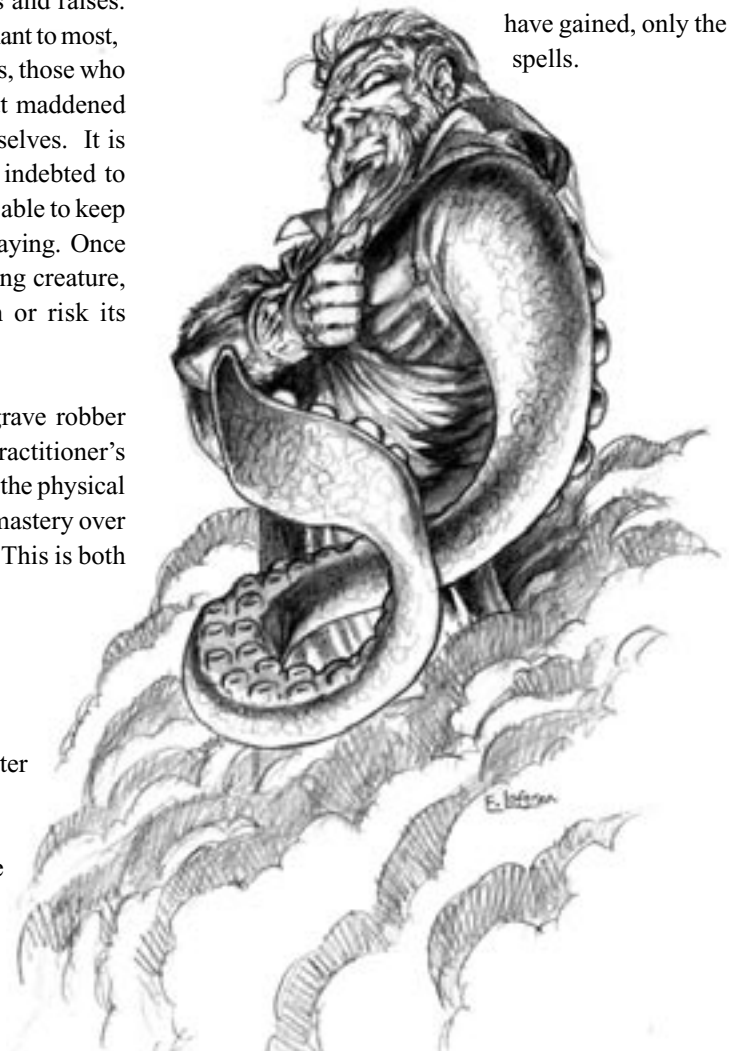 s and raises.
ant to most,
s, those who
t maddened
selves. It is
indebted to
able to keep
aying. Once
ng creature,
or risk its
grave robber
ractitioner's
the physical
mastery over
This is both
ter
e
have gained, only the
spells.